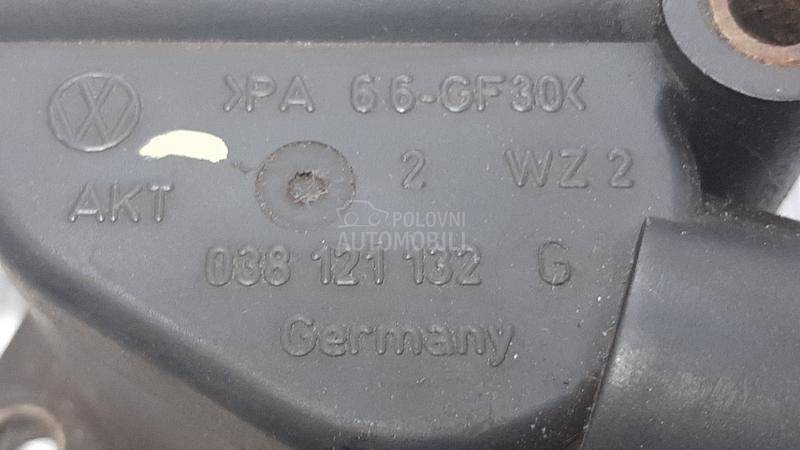 >PA 66-GF30<
2 WZ 2
AKT
POLOVNI
AUTOMOBILI
038 121 132 G
Germany